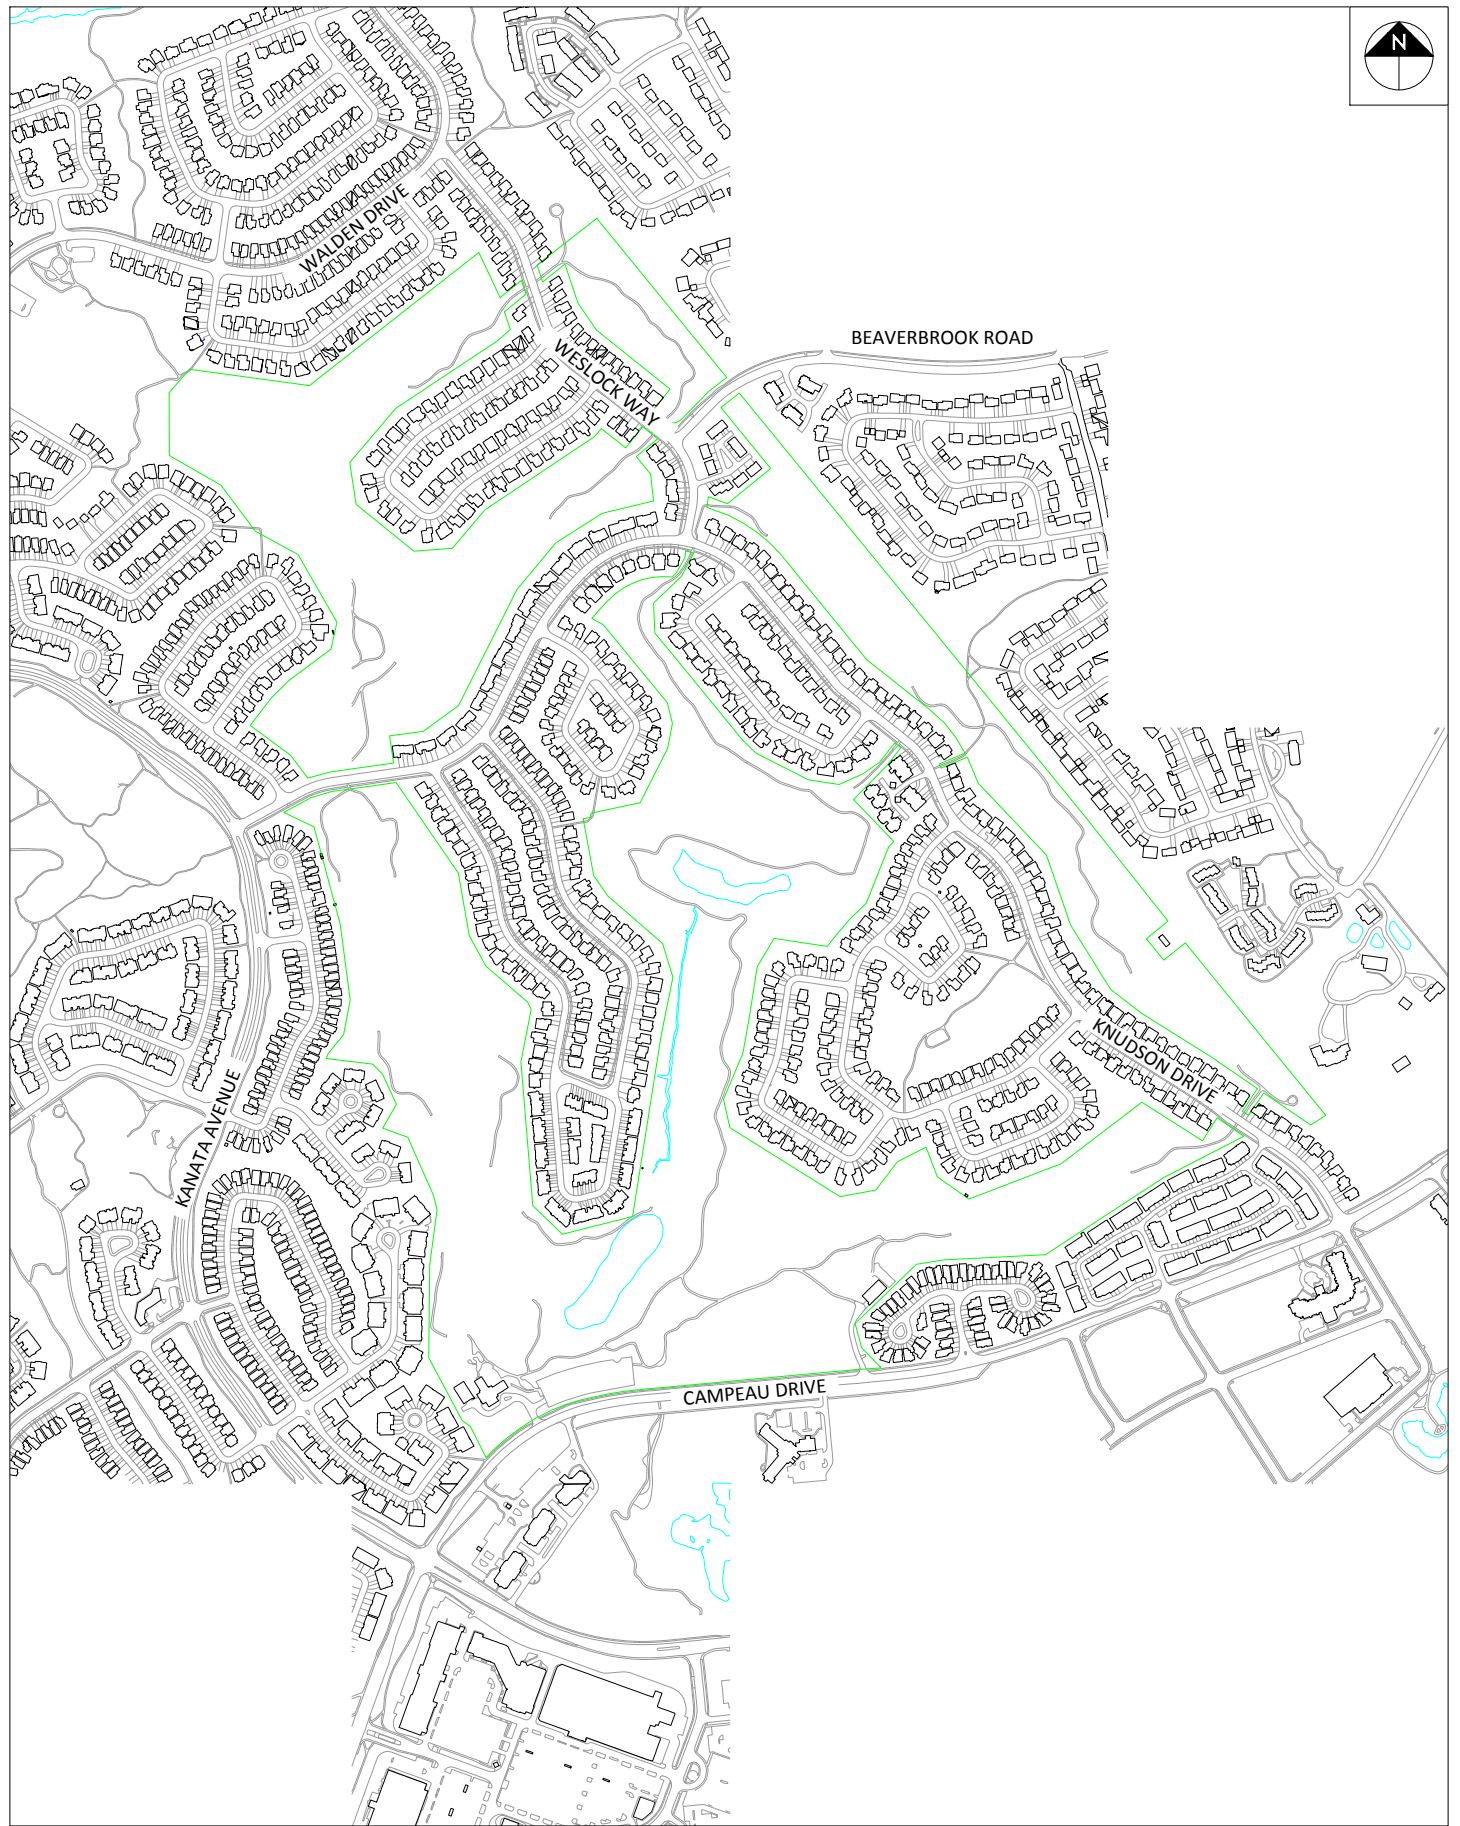 N
WALDEN DRIVE
BEAVERBROOK ROAD
WESLOCK WAY
KNUDSON DRIVE
KANATA AVENUE
CAMPEAU DRIVE